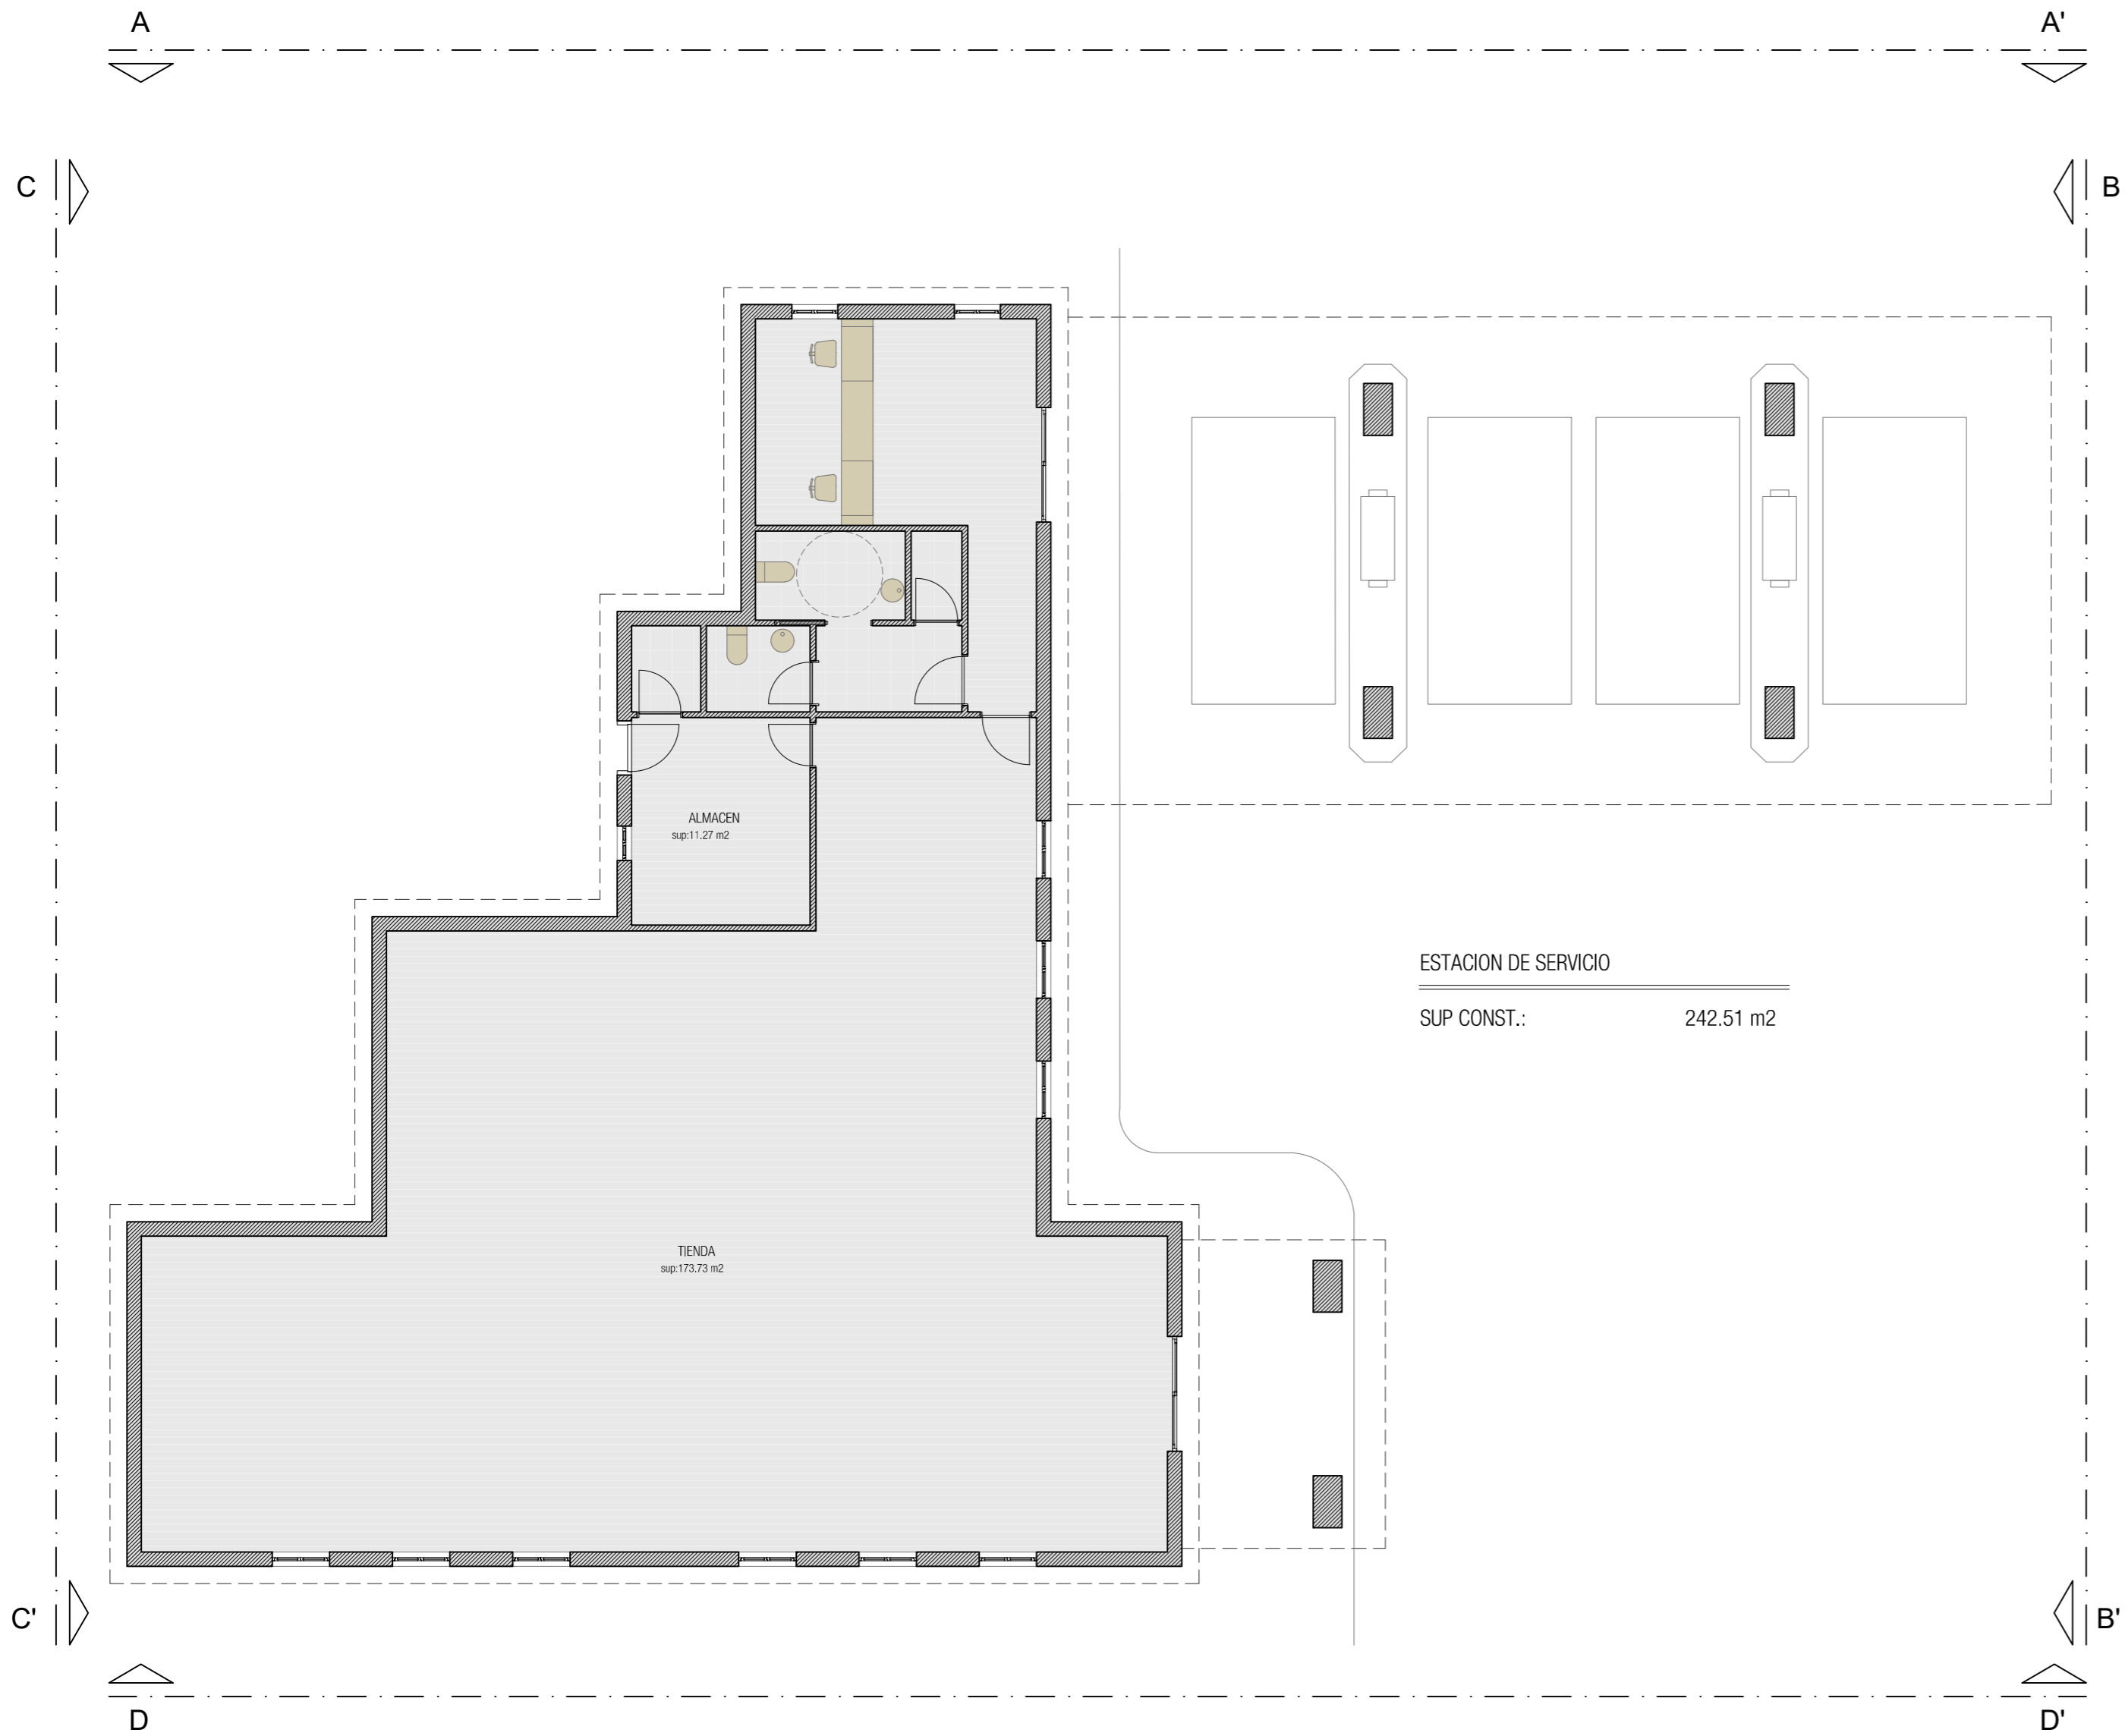 A
A'
C
B
ALMACEN
sup:11.27 m2
ESTACION DE SERVICIO
SUP CONST.: 242.51 m2
TIENDA
sup:173.73 m2
C'
B'
D
D'